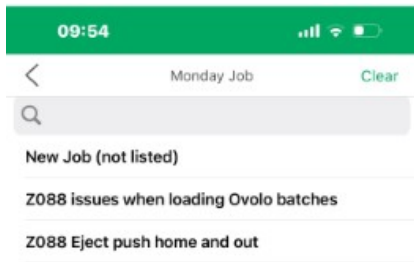 09:54
Monday Job
Clear
New Job (not listed)
Z088 issues when loading Ovolo batches
Z088 Eject push home and out